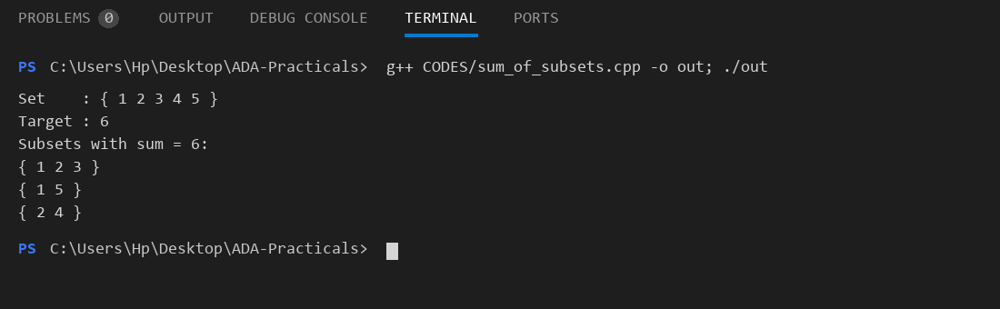 PROBLEMS 0 OUTPUT DEBUG CONSOLE TERMINAL PORTS
PS C:\Users\Hp\Desktop\ADA-Practicals> g++ CODES/sum_of_subsets.cpp -o out; ./out
Set    : { 1 2 3 4 5 }
Target : 6
Subsets with sum = 6:
{ 1 2 3 }
{ 1 5 }
{ 2 4 }
PS C:\Users\Hp\Desktop\ADA-Practicals>